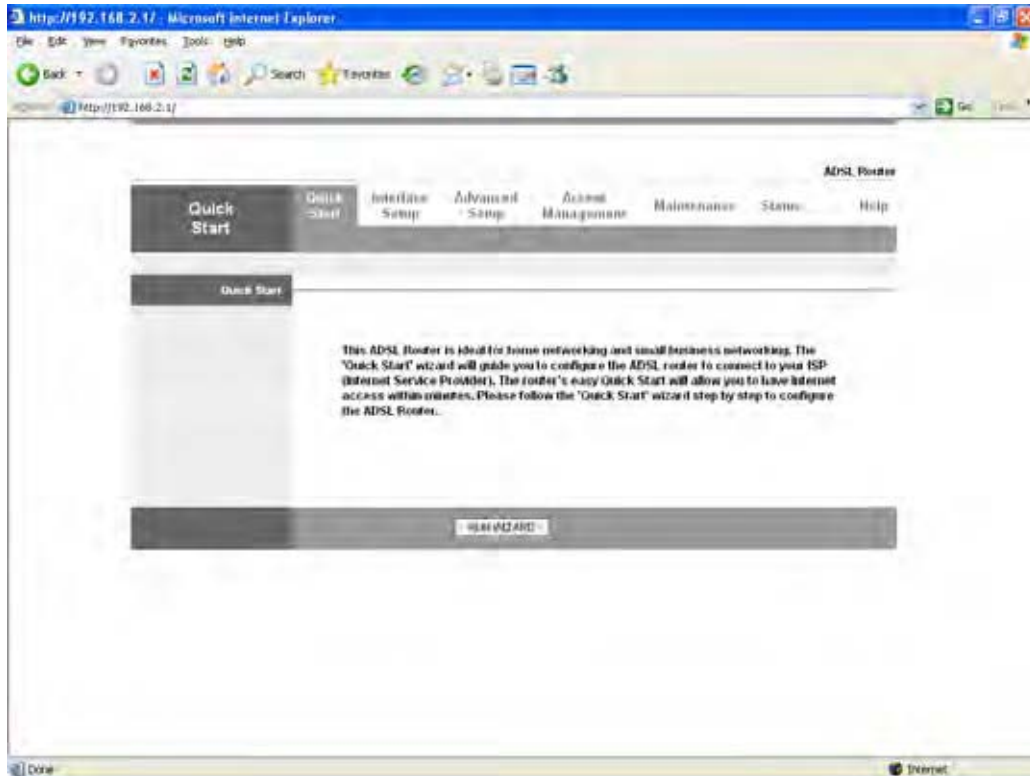 http://192.168.2.1/ - Microsoft Internet Explorer
File Edit View Favorites Tools Help
Back Search Favorites
http://192.168.2.1/ Go
ADSL Router
Quick Start
Quick Start Interface Setup Advanced Setup Access Management Maintenance Status Help
Quick Start
This ADSL Router is ideal for home networking and small business networking. The
'Quick Start' wizard will guide you to configure the ADSL router to connect to your ISP
(Internet Service Provider). The router's easy Quick Start will allow you to have Internet
access within minutes. Please follow the 'Quick Start' wizard step by step to configure
the ADSL Router.
RUN WIZARD
Done Internet